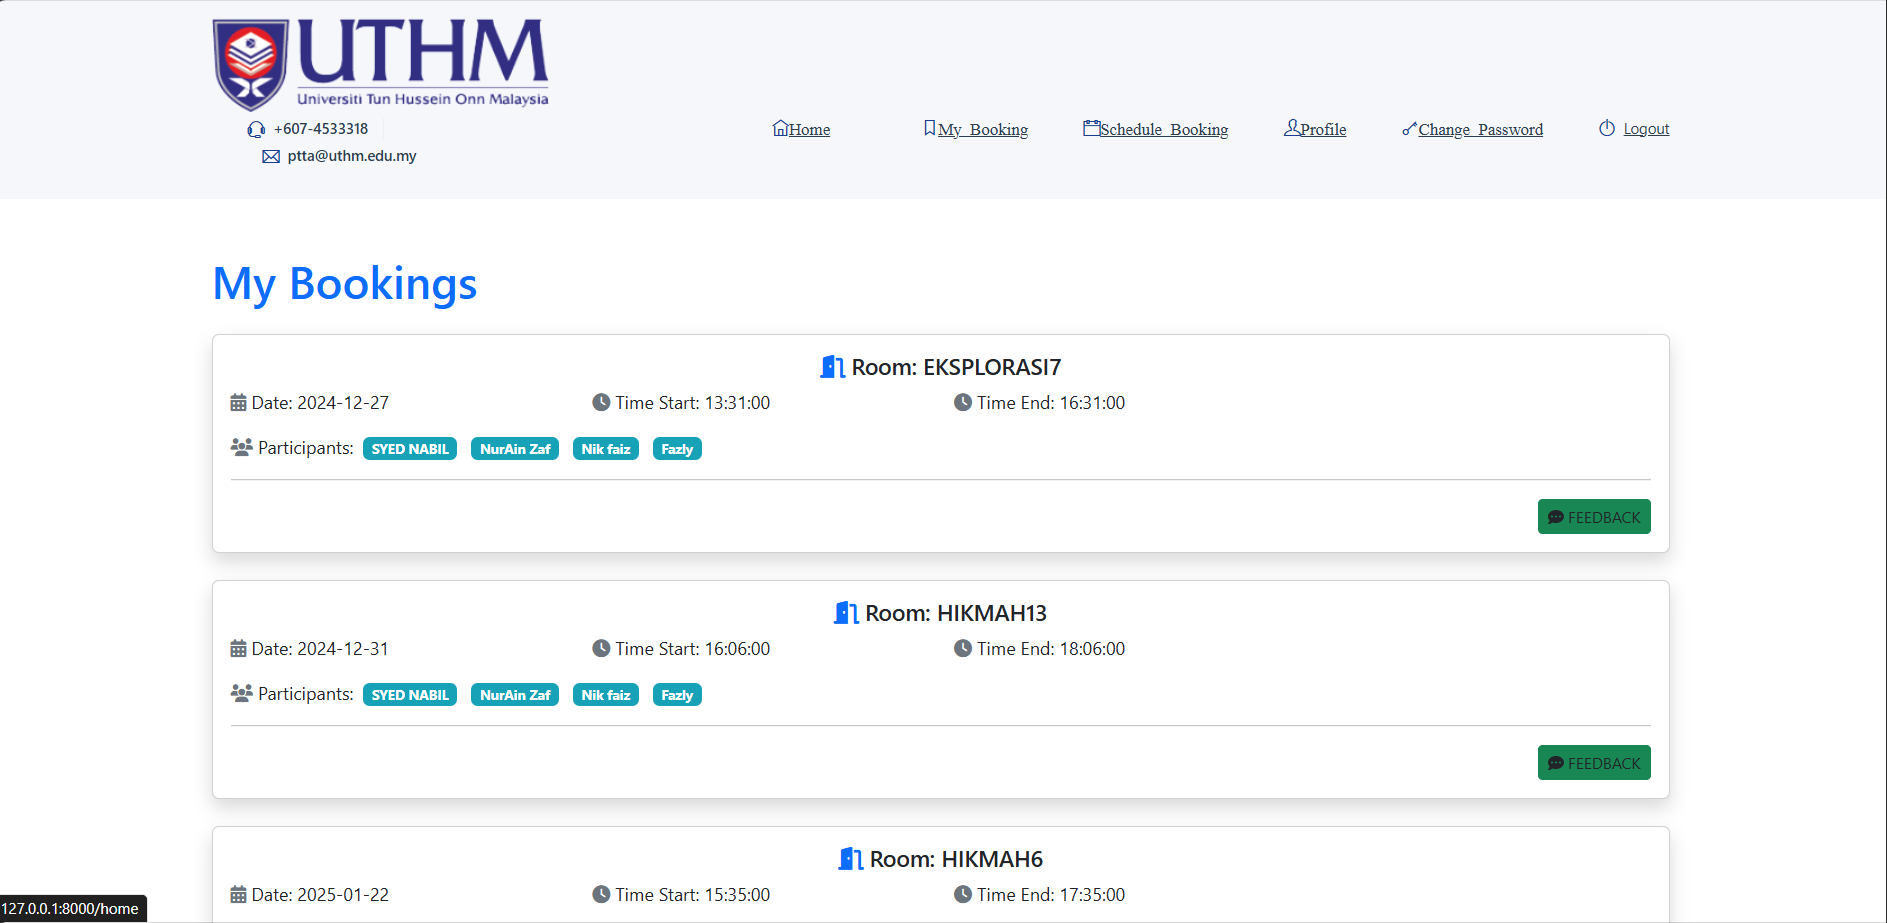 UTHM
Universiti Tun Hussein Onn Malaysia
+607-4533318
ptta@uthm.edu.my
Home My Booking Schedule Booking Profile Change Password Logout
My Bookings
Room: EKSPLORASI7
Date: 2024-12-27 Time Start: 13:31:00 Time End: 16:31:00
Participants: SYED NABIL NurAin Zaf Nik faiz Fazly
FEEDBACK
Room: HIKMAH13
Date: 2024-12-31 Time Start: 16:06:00 Time End: 18:06:00
Participants: SYED NABIL NurAin Zaf Nik faiz Fazly
FEEDBACK
Room: HIKMAH6
Date: 2025-01-22 Time Start: 15:35:00 Time End: 17:35:00
127.0.0.1:8000/home